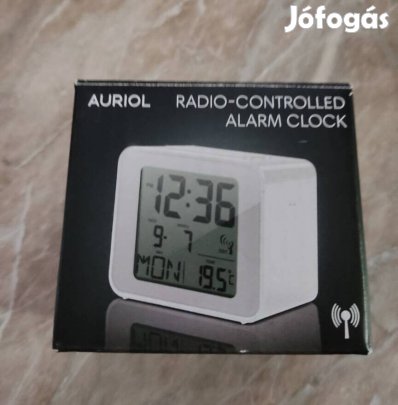 Jófogás
AURIOL
RADIO-CONTROLLED
ALARM CLOCK
12:36
9. 7
MON 19.5°C